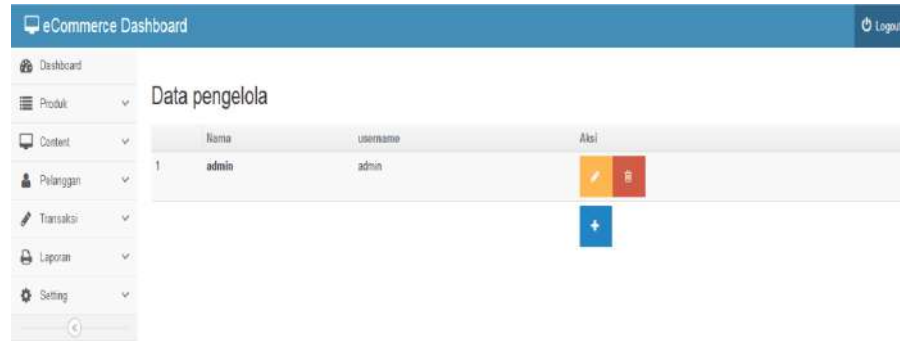 eCommerce Dashboard
Logout
Dashboard
Produk
Content
Pelanggan
Transaksi
Laporan
Setting
Data pengelola
Nama username Aksi
1 admin admin